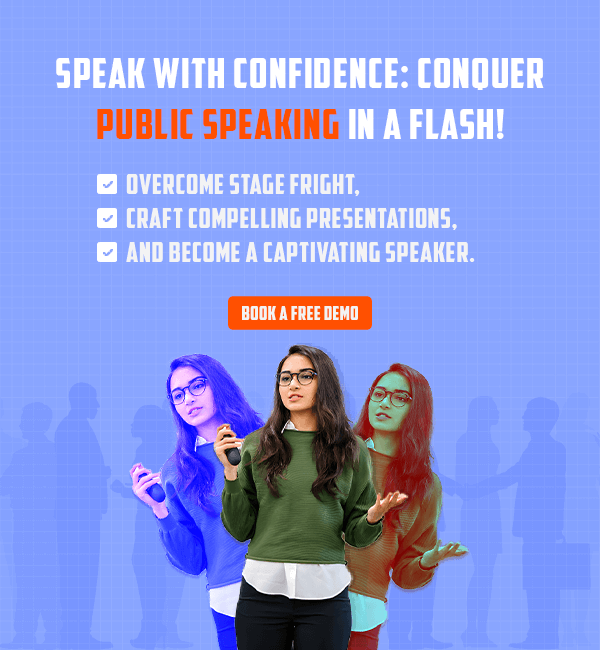 SPEAK WITH CONFIDENCE: CONQUER
PUBLIC SPEAKING IN A FLASH!
OVERCOME STAGE FRIGHT,
CRAFT COMPELLING PRESENTATIONS,
AND BECOME A CAPTIVATING SPEAKER.
BOOK A FREE DEMO